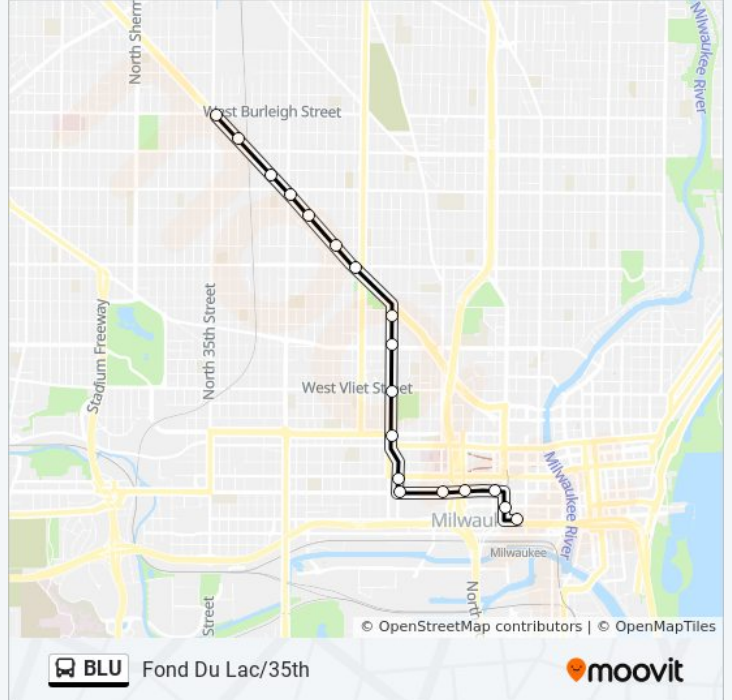 North Sherm
Milwaukee River
West Burleigh Street
North 35th Street
Stadium Freeway
West Vliet Street
Milwaukee River
Milwauk
Milwaukee
North
Street
© OpenStreetMap contributors | © OpenMapTiles
BLU Fond Du Lac/35th
moovit